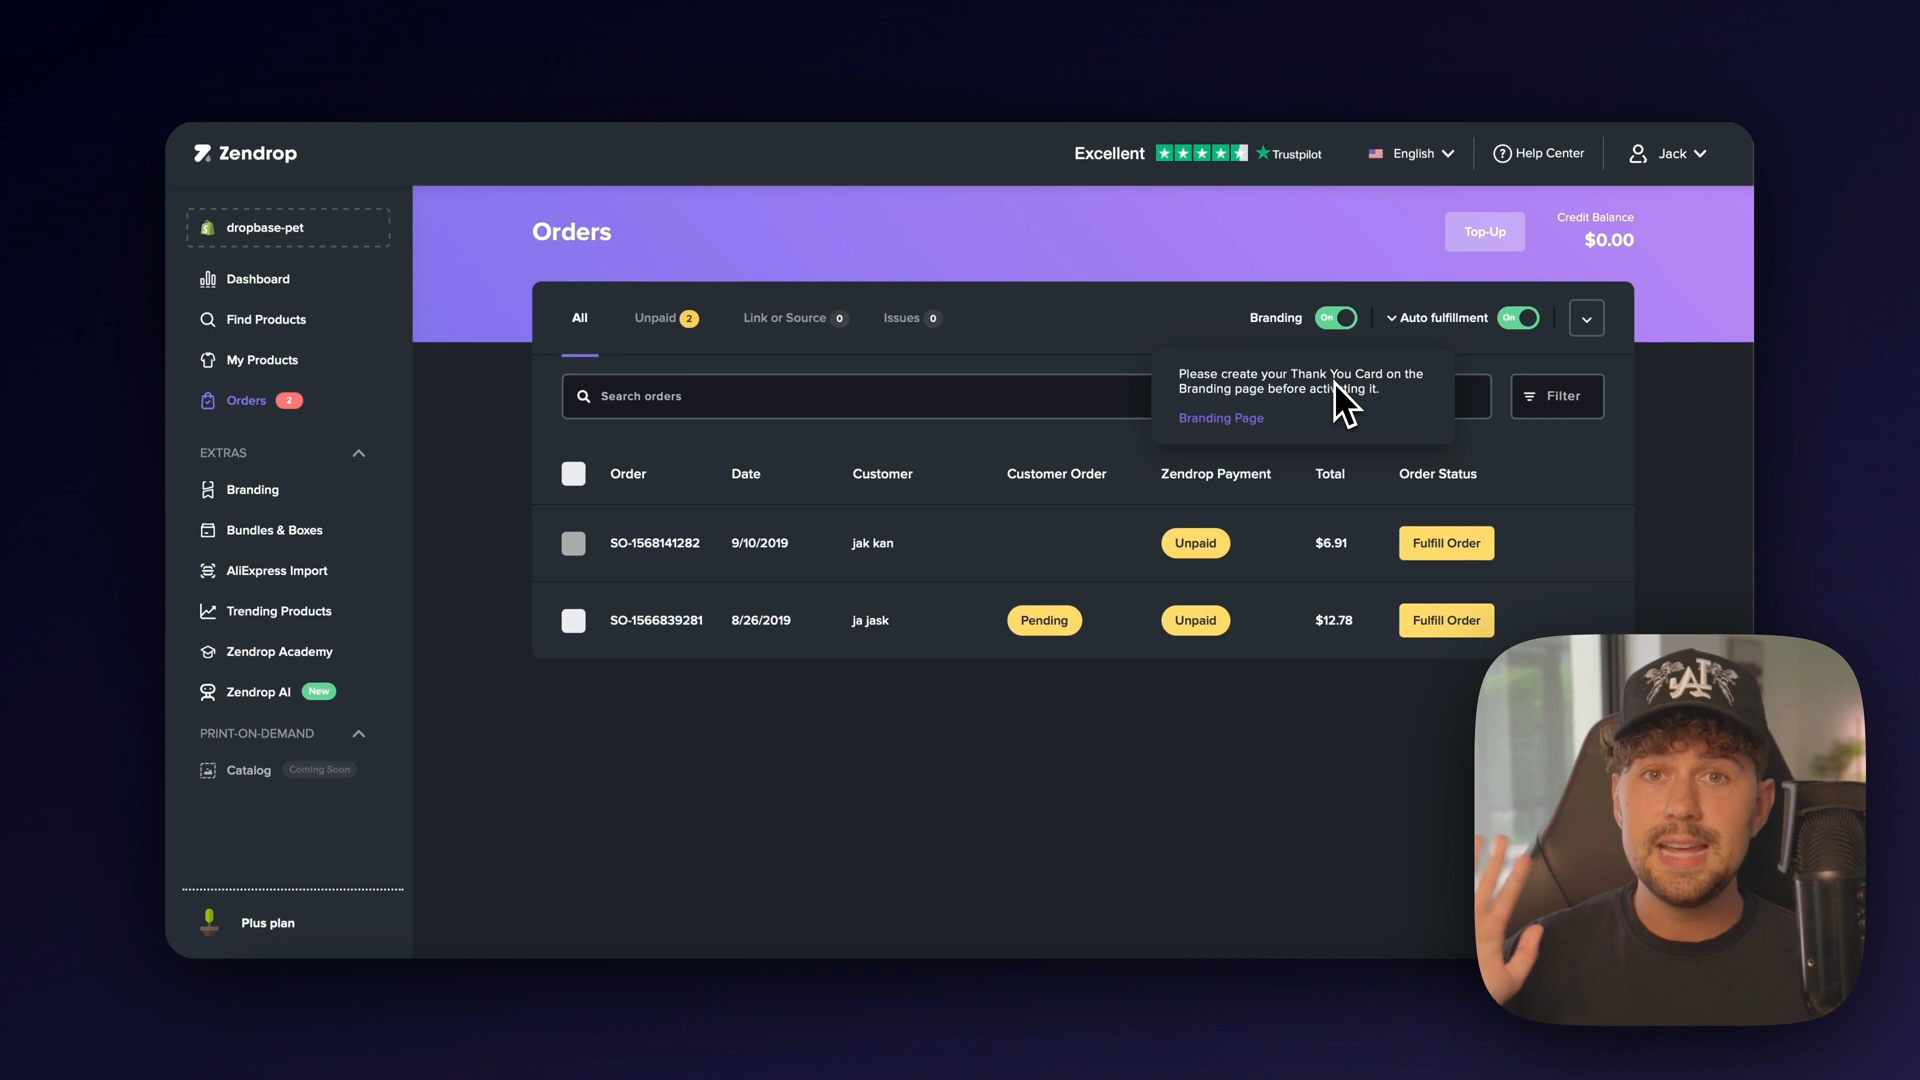 Zendrop
Excellent
Trustpilot
English
Help Center
Jack
dropbase-pet
Dashboard
Find Products
My Products
Orders 2
EXTRAS
Branding
Bundles & Boxes
AliExpress Import
Trending Products
Zendrop Academy
Zendrop AI New
PRINT-ON-DEMAND
Catalog Coming Soon
Plus plan
Orders
Top-Up
Credit Balance
$0.00
All
Unpaid 2
Link or Source 0
Issues 0
Branding On
Auto fulfillment On
Search orders
Please create your Thank You Card on the
Branding page before activating it.
Branding Page
Filter
Order Date Customer Customer Order Zendrop Payment Total Order Status
SO-1568141282 9/10/2019 jak kan Unpaid $6.91 Fulfill Order
SO-1566839281 8/26/2019 ja jask Pending Unpaid $12.78 Fulfill Order